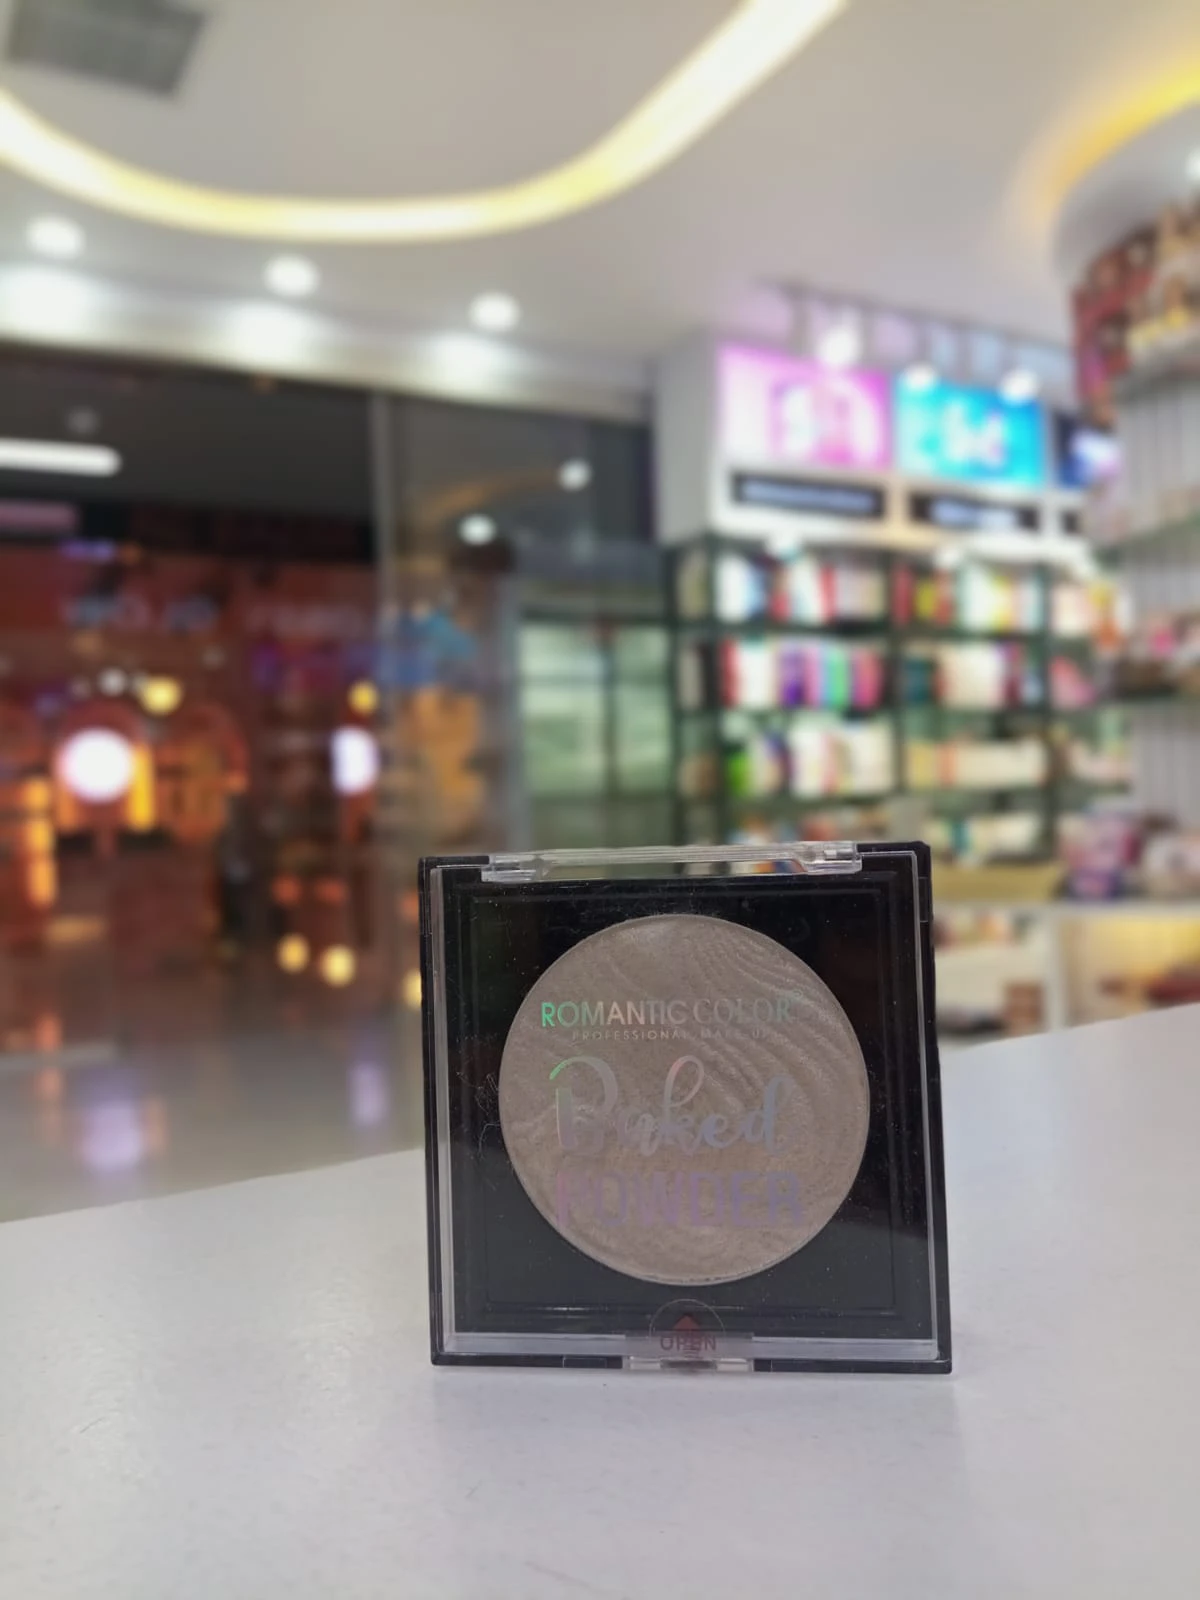 ROMANTIC COLOR
PROFESSIONAL MAKE-UP
Baked
POWDER
OPEN